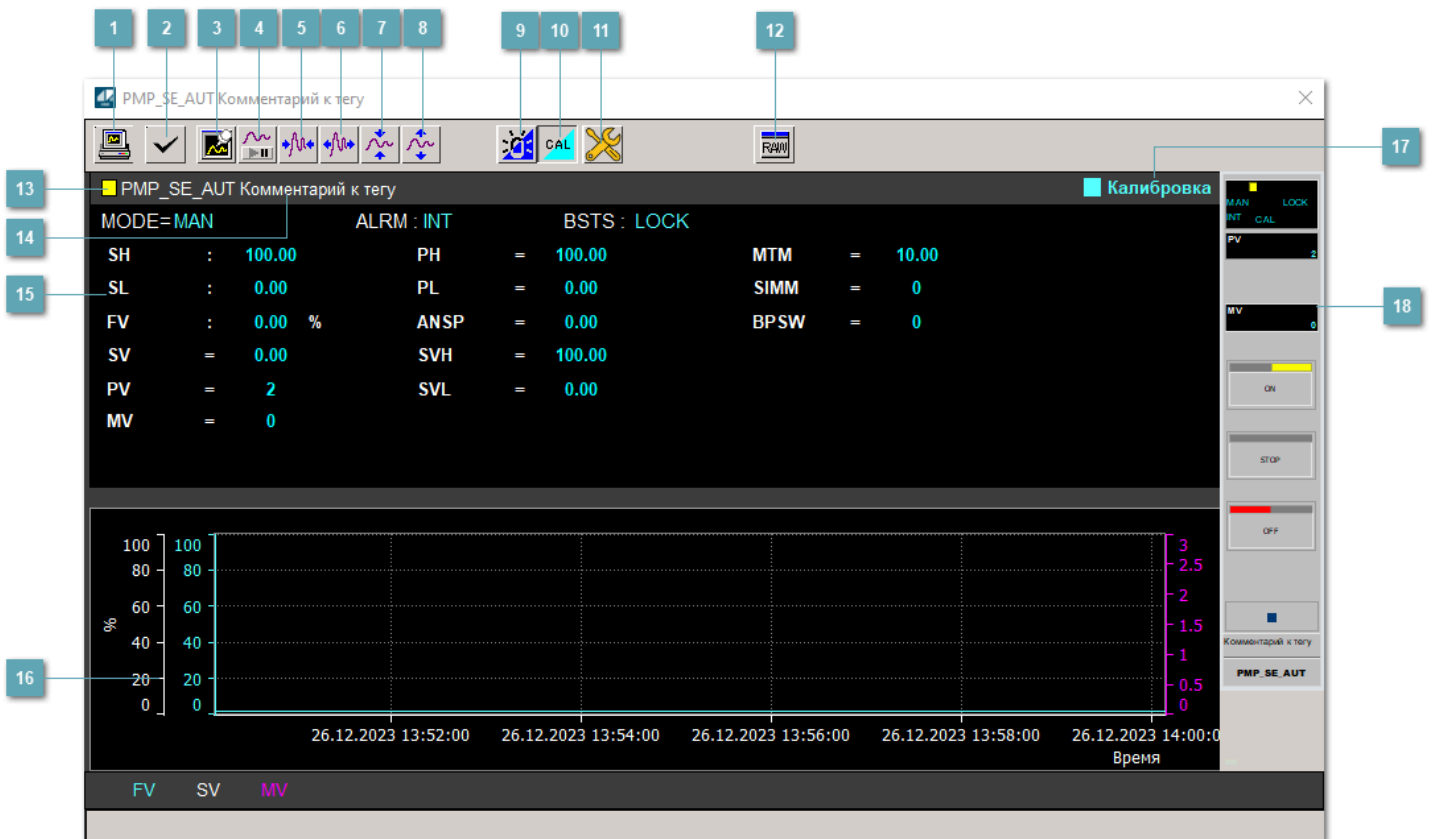 1 2 3 4 5 6 7 8 9 10 11 12
PMP_SE_AUT Комментарий к тегу
CAL RAW
17
13
PMP_SE_AUT Комментарий к тегу Калибровка
MAN LOCK
INT CAL
14
MODE=MAN ALRM : INT BSTS : LOCK
PV
2
SH : 100.00 PH = 100.00 MTM = 10.00
15
SL : 0.00 PL = 0.00 SIMM = 0
MV
0
18
FV : 0.00 % ANSP = 0.00 BPSW = 0
SV = 0.00 SVH = 100.00
PV = 2 SVL = 0.00
MV = 0
ON
STOP
OFF
100 100 3
80 80 2.5
60 60 2
% 1.5
40 40 1
16
20 20 0.5
0 0 0
26.12.2023 13:52:00 26.12.2023 13:54:00 26.12.2023 13:56:00 26.12.2023 13:58:00 26.12.2023 14:00:0
Время
Комментарий к тегу
PMP_SE_AUT
FV SV MV